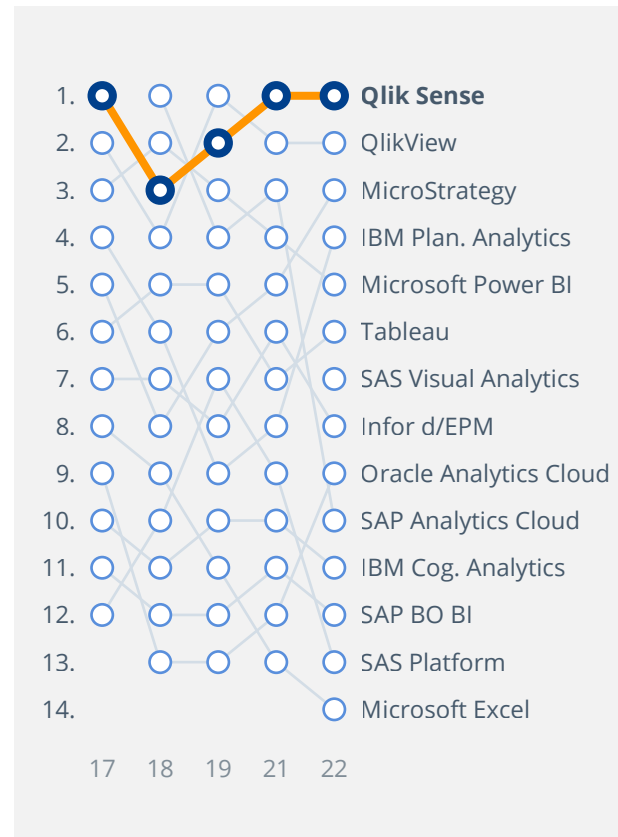 1. Qlik Sense
2. QlikView
3. MicroStrategy
4. IBM Plan. Analytics
5. Microsoft Power BI
6. Tableau
7. SAS Visual Analytics
8. Infor d/EPM
9. Oracle Analytics Cloud
10. SAP Analytics Cloud
11. IBM Cog. Analytics
12. SAP BO BI
13. SAS Platform
14. Microsoft Excel
17 18 19 21 22